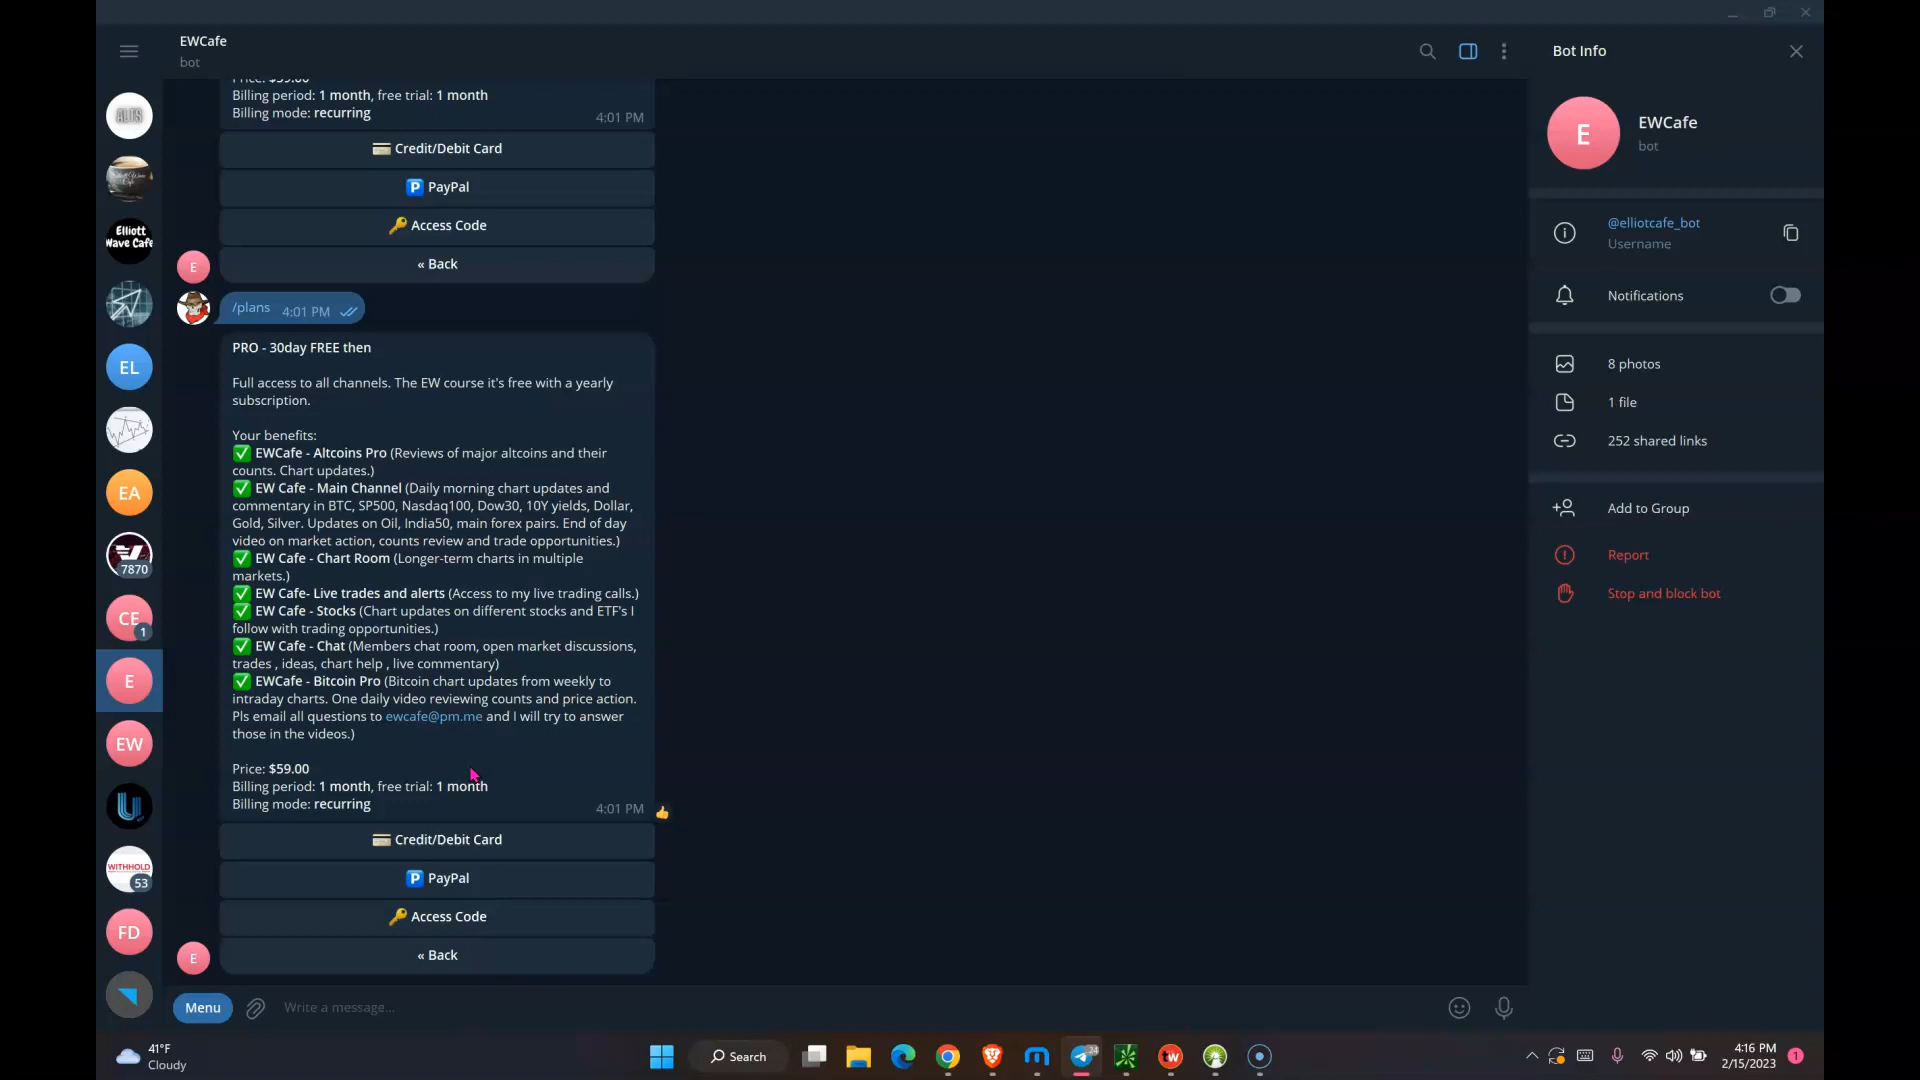 EWCafe
bot
Bot Info
Billing period: 1 month, free trial: 1 month
Billing mode: recurring
4:01 PM
Credit/Debit Card
P PayPal
Access Code
« Back
E
/plans 4:01 PM
PRO - 30day FREE then
Full access to all channels. The EW course it's free with a yearly
subscription.
Your benefits:
EWCafe - Altcoins Pro (Reviews of major altcoins and their
counts. Chart updates.)
EW Cafe - Main Channel (Daily morning chart updates and
commentary in BTC, SP500, Nasdaq100, Dow30, 10Y yields, Dollar,
Gold, Silver. Updates on Oil, India50, main forex pairs. End of day
video on market action, counts review and trade opportunities.)
EW Cafe - Chart Room (Longer-term charts in multiple
markets.)
EW Cafe- Live trades and alerts (Access to my live trading calls.)
EW Cafe - Stocks (Chart updates on different stocks and ETF's I
follow with trading opportunities.)
EW Cafe - Chat (Members chat room, open market discussions,
trades , ideas, chart help , live commentary)
EWCafe - Bitcoin Pro (Bitcoin chart updates from weekly to
intraday charts. One daily video reviewing counts and price action.
Pls email all questions to ewcafe@pm.me and I will try to answer
those in the videos.)
Price: $59.00
Billing period: 1 month, free trial: 1 month
Billing mode: recurring
4:01 PM
Credit/Debit Card
P PayPal
Access Code
« Back
E
Menu
Write a message...
ALTS
Elliott
Wave Cafe
EL
EA
7870
CE
1
E
EW
U
WITHHOLD
53
FD
E
EWCafe
bot
@elliotcafe_bot
Username
Notifications
8 photos
1 file
252 shared links
Add to Group
Report
Stop and block bot
41°F
Cloudy
Search
24
tw
4:16 PM
2/15/2023
1